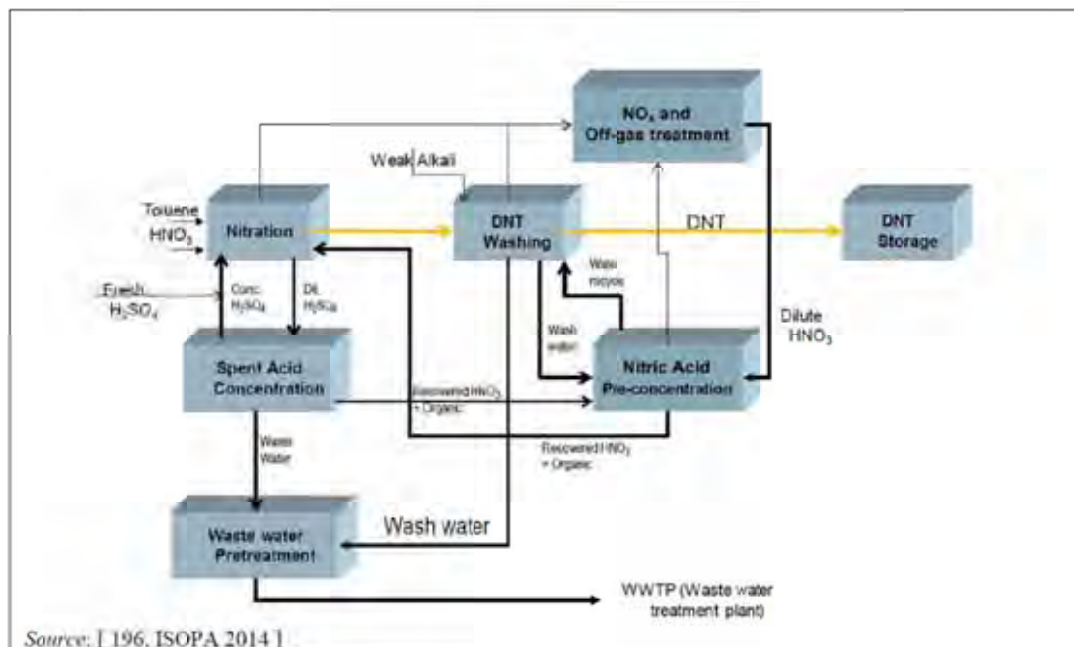 NOₓ and
Off-gas treatment
Weak Alkali
Toluene
HNO₃
Nitration
DNT
Washing
DNT
DNT
Storage
Fresh
H₂SO₄
Conc.
H₂SO₄
Dil.
H₂SO₄
Water
recycle
Wash
water
Dilute
HNO₃
Spent Acid
Concentration
Nitric Acid
Pre-concentration
Recovered HNO₃
+ Organic
Recovered HNO₃
+ Organic
Waste
Water
Waste water
Pretreatment
Wash water
WWTP (Waste water
treatment plant)
Source: [ 196, ISOPA 2014 ]